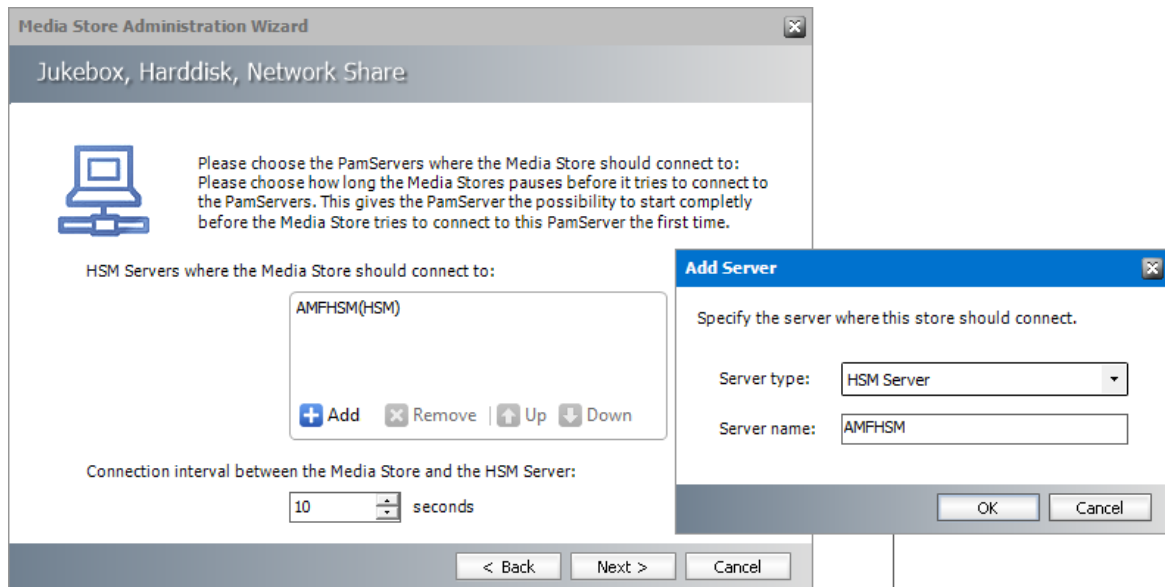 Media Store Administration Wizard
Jukebox, Harddisk, Network Share
Please choose the PamServers where the Media Store should connect to:
Please choose how long the Media Stores pauses before it tries to connect to
the PamServers. This gives the PamServer the possibility to start completly
before the Media Store tries to connect to this PamServer the first time.
HSM Servers where the Media Store should connect to:
AMFHSM(HSM)
Add Remove | Up Down
Connection interval between the Media Store and the HSM Server:
10 seconds
< Back Next > Cancel
Add Server
Specify the server where this store should connect.
Server type: HSM Server
Server name: AMFHSM
OK Cancel